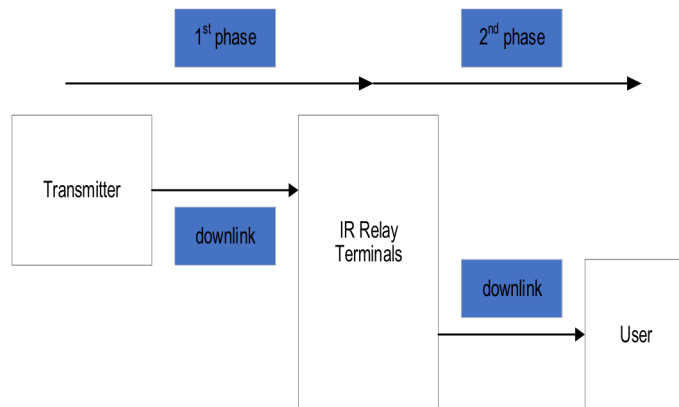 1st phase
2nd phase
Transmitter
downlink
IR Relay
Terminals
downlink
User